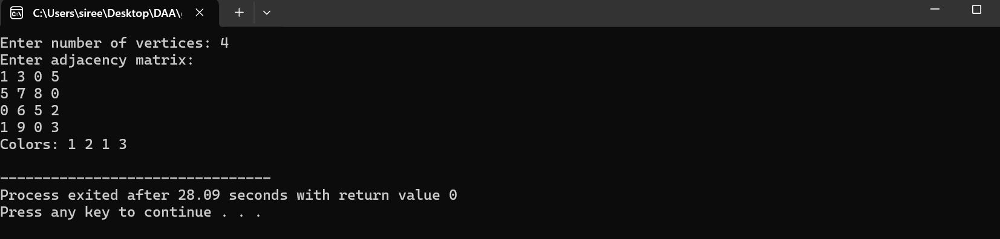 C:\Users\siree\Desktop\DAA\
Enter number of vertices: 4
Enter adjacency matrix:
1 3 0 5
5 7 8 0
0 6 5 2
1 9 0 3
Colors: 1 2 1 3
--------------------------------
Process exited after 28.09 seconds with return value 0
Press any key to continue . . .